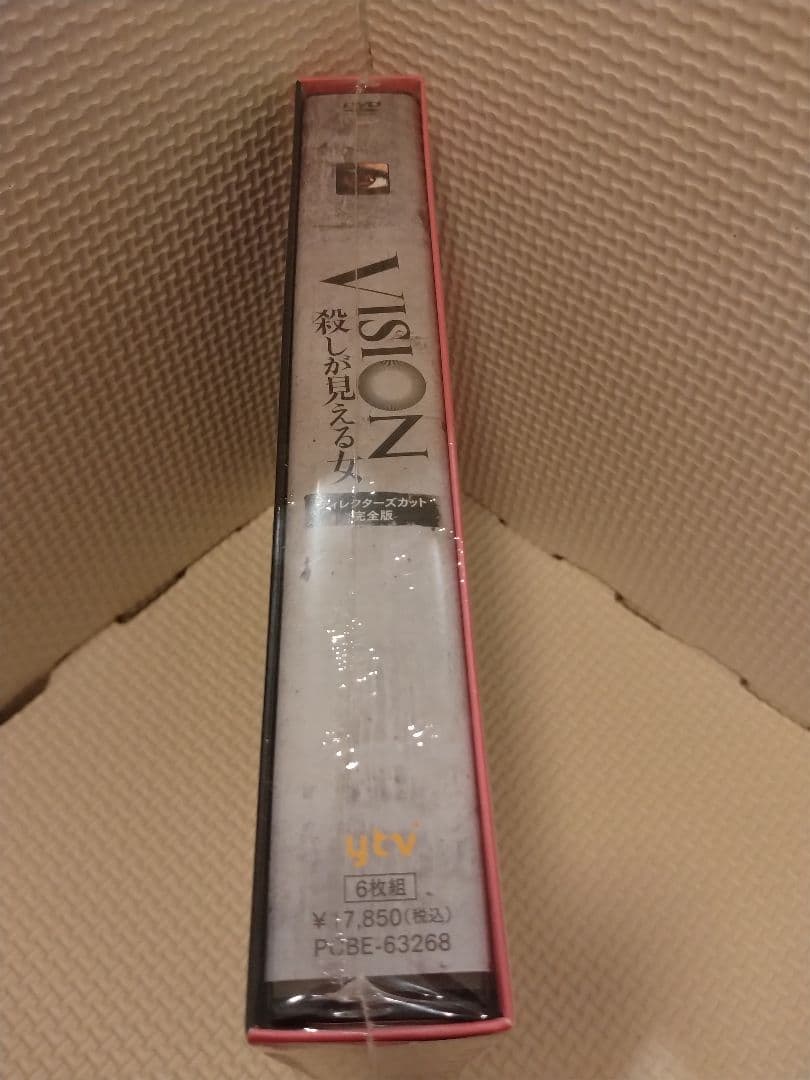 DVD
VISION
殺しが見える女
ディレクターズカット
完全版
ytv
6枚組
¥17,850(税込)
PCBE-63268